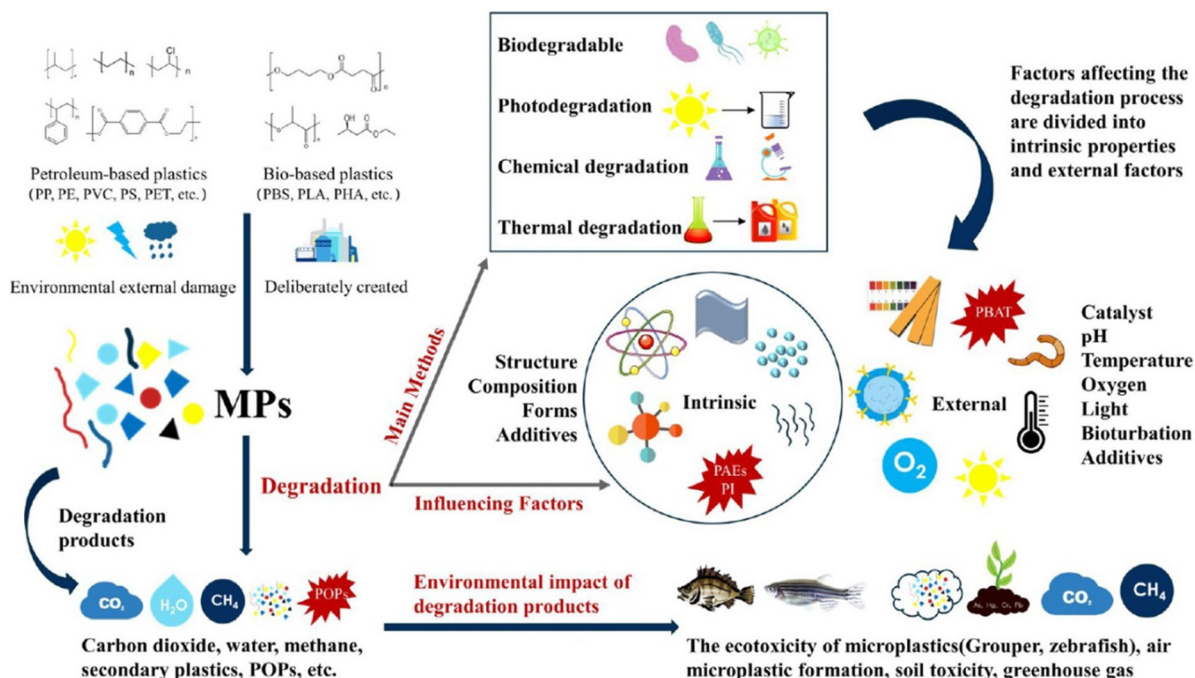 Cl
n
n
n
n
n
n
n
Petroleum-based plastics
(PP, PE, PVC, PS, PET, etc.)
Bio-based plastics
(PBS, PLA, PHA, etc.)
Environmental external damage
Deliberately created
MPs
Degradation
Degradation
products
CO₂
H₂O
CH₄
POPs
Carbon dioxide, water, methane,
secondary plastics, POPs, etc.
Main Methods
Influencing Factors
Biodegradable
Photodegradation
Chemical degradation
Thermal degradation
Factors affecting the
degradation process
are divided into
intrinsic properties
and external factors
Structure
Composition
Forms
Additives
Intrinsic
PAEs
PI
PBAT
External
O₂
Catalyst
pH
Temperature
Oxygen
Light
Bioturbation
Additives
Environmental impact of
degradation products
As, Hg, Cr, Pb
CO₂
CH₄
The ecotoxicity of microplastics(Grouper, zebrafish), air
microplastic formation, soil toxicity, greenhouse gas